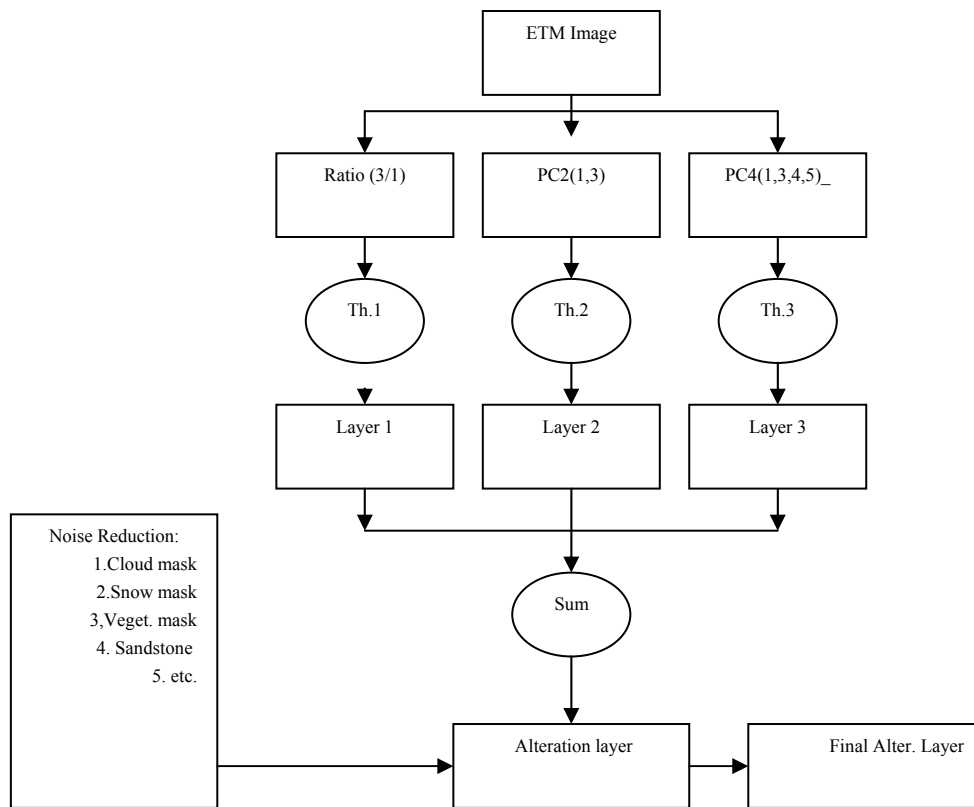 ETM Image
Ratio (3/1)
PC2(1,3)
PC4(1,3,4,5)_
Th.1
Th.2
Th.3
Layer 1
Layer 2
Layer 3
Noise Reduction:
1.Cloud mask
2.Snow mask
3,Veget. mask
4. Sandstone
5. etc.
Sum
Alteration layer
Final Alter. Layer